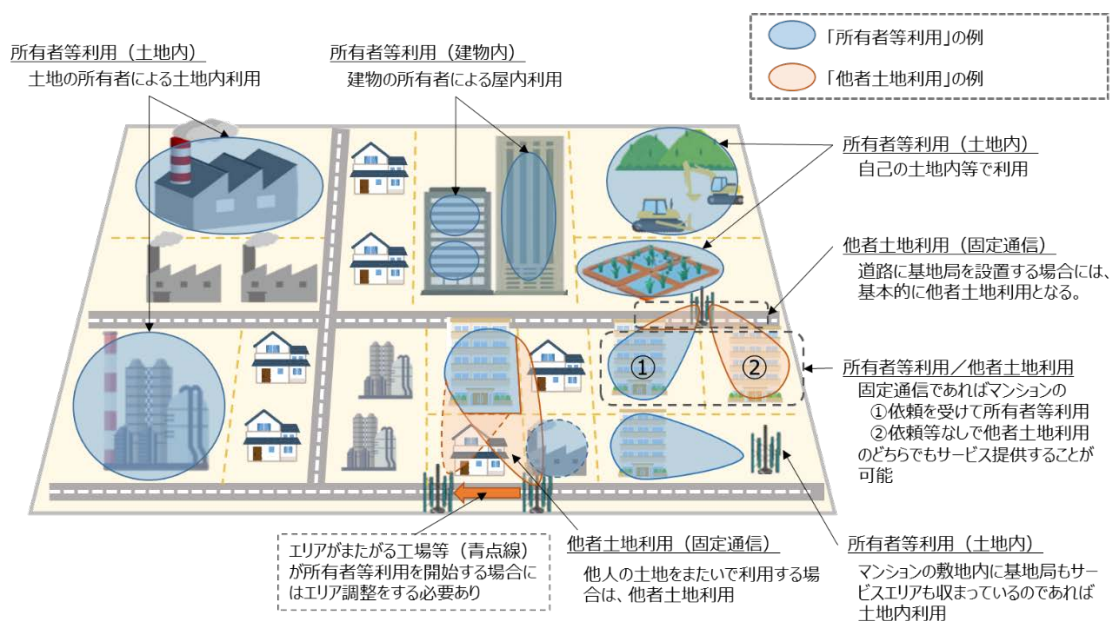 「所有者等利用」の例
「他者土地利用」の例
所有者等利用（土地内）
土地の所有者による土地内利用
所有者等利用（建物内）
建物の所有者による屋内利用
所有者等利用（土地内）
自己の土地内等で利用
他者土地利用（固定通信）
道路に基地局を設置する場合には、
基本的に他者土地利用となる。
①
②
所有者等利用／他者土地利用
固定通信であればマンションの
①依頼を受けて所有者等利用
②依頼等なしで他者土地利用
のどちらでもサービス提供することが
可能
エリアがまたがる工場等（青点線）
が所有者等利用を開始する場合に
はエリア調整をする必要あり
他者土地利用（固定通信）
他人の土地をまたいで利用する場
合は、他者土地利用
所有者等利用（土地内）
マンションの敷地内に基地局もサー
ビスエリアも収まっているのであれば
土地内利用